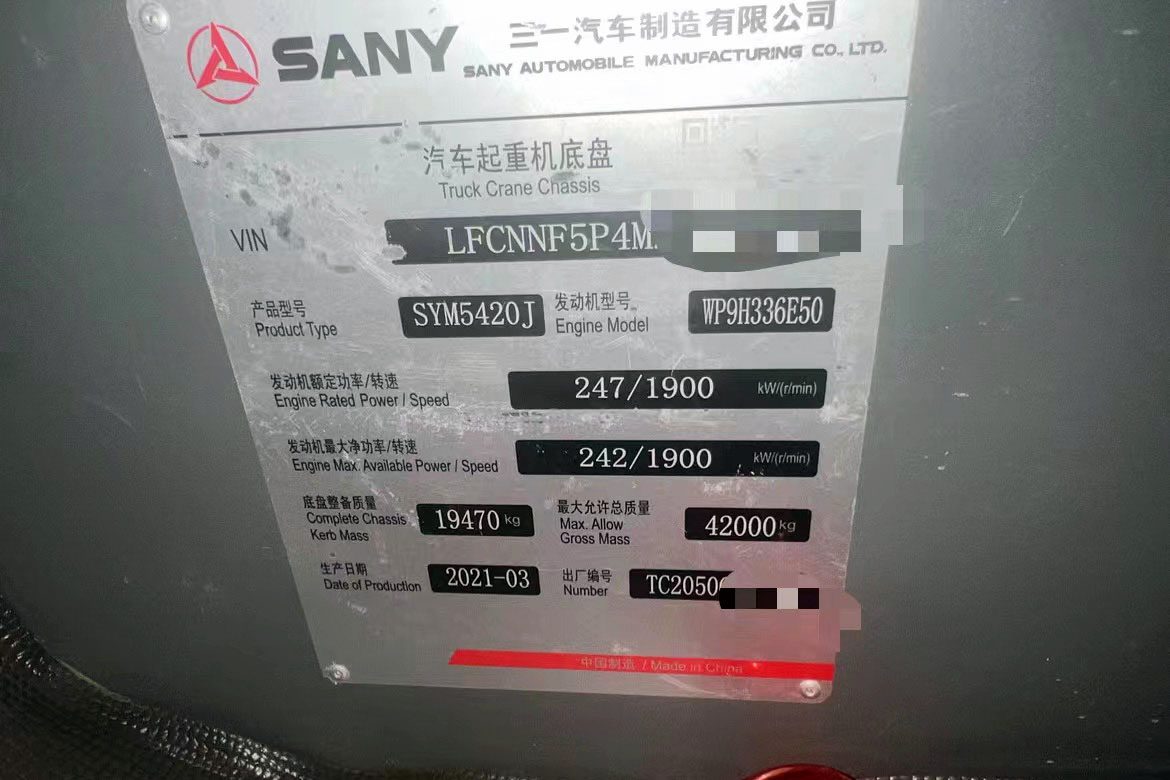 SANY 三一汽车制造有限公司
SANY AUTOMOBILE MANUFACTURING CO., LTD.
汽车起重机底盘
Truck Crane Chassis
VIN LFCNNF5P4M
产品型号 SYM5420J 发动机型号 WP9H336E50
Product Type Engine Model
发动机额定功率/转速 247/1900 kW/(r/min)
Engine Rated Power / Speed
发动机最大净功率/转速 242/1900 kW/(r/min)
Engine Max. Available Power / Speed
底盘整备质量 19470 kg 最大允许总质量 42000 kg
Complete Chassis Max. Allow
Kerb Mass Gross Mass
生产日期 2021-03 出厂编号 TC2050
Date of Production Number
中国制造 / Made in China